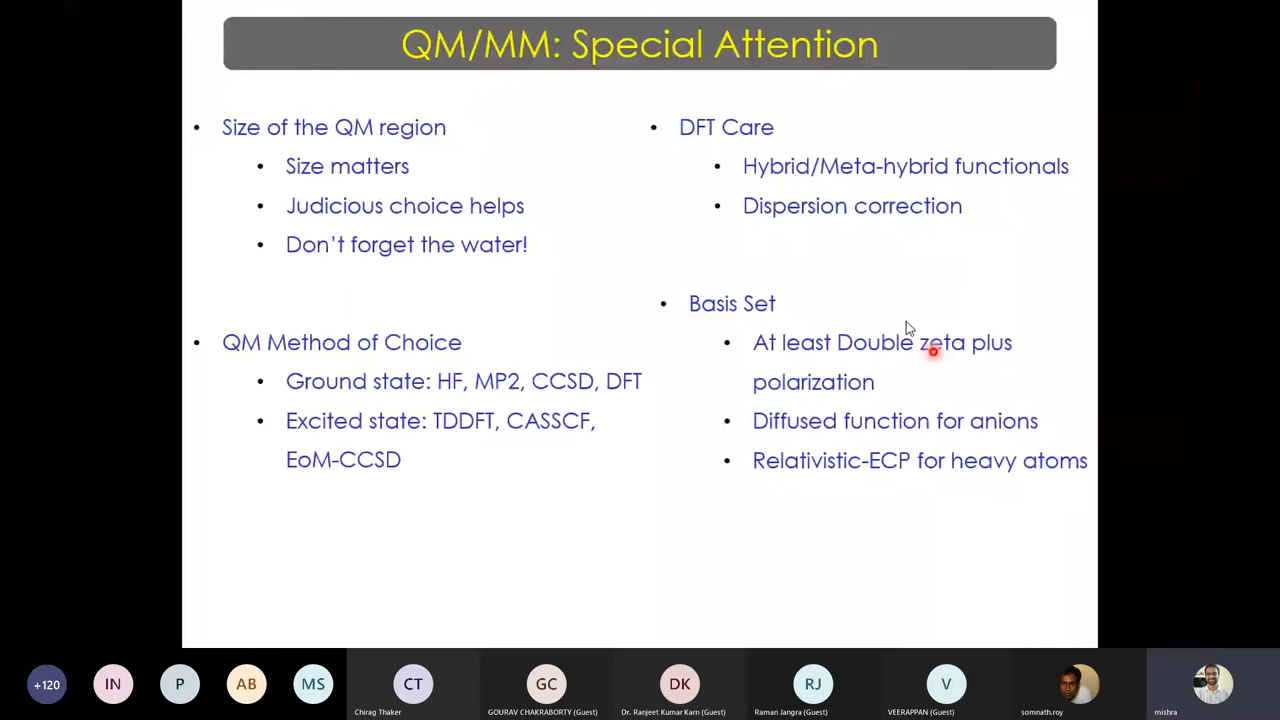 QM/MM: Special Attention
• Size of the QM region
• Size matters
• Judicious choice helps
• Don't forget the water!
• QM Method of Choice
• Ground state: HF, MP2, CCSD, DFT
• Excited state: TDDFT, CASSCF,
EoM-CCSD
• DFT Care
• Hybrid/Meta-hybrid functionals
• Dispersion correction
• Basis Set
• At least Double zeta plus
polarization
• Diffused function for anions
• Relativistic-ECP for heavy atoms
+120
IN
P
AB
MS
CT
Chirag Thaker
GC
GOURAV CHAKRABORTY (Guest)
DK
Dr. Ranjeet Kumar Karn (Guest)
RJ
Raman Jangra (Guest)
V
VEERAPPAN (Guest)
somnath.roy
mishra